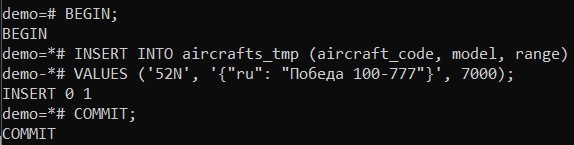 demo=# BEGIN;
BEGIN
demo=*# INSERT INTO aircrafts_tmp (aircraft_code, model, range)
demo-*# VALUES ('52N', '{"ru": "Победа 100-777"}', 7000);
INSERT 0 1
demo=*# COMMIT;
COMMIT